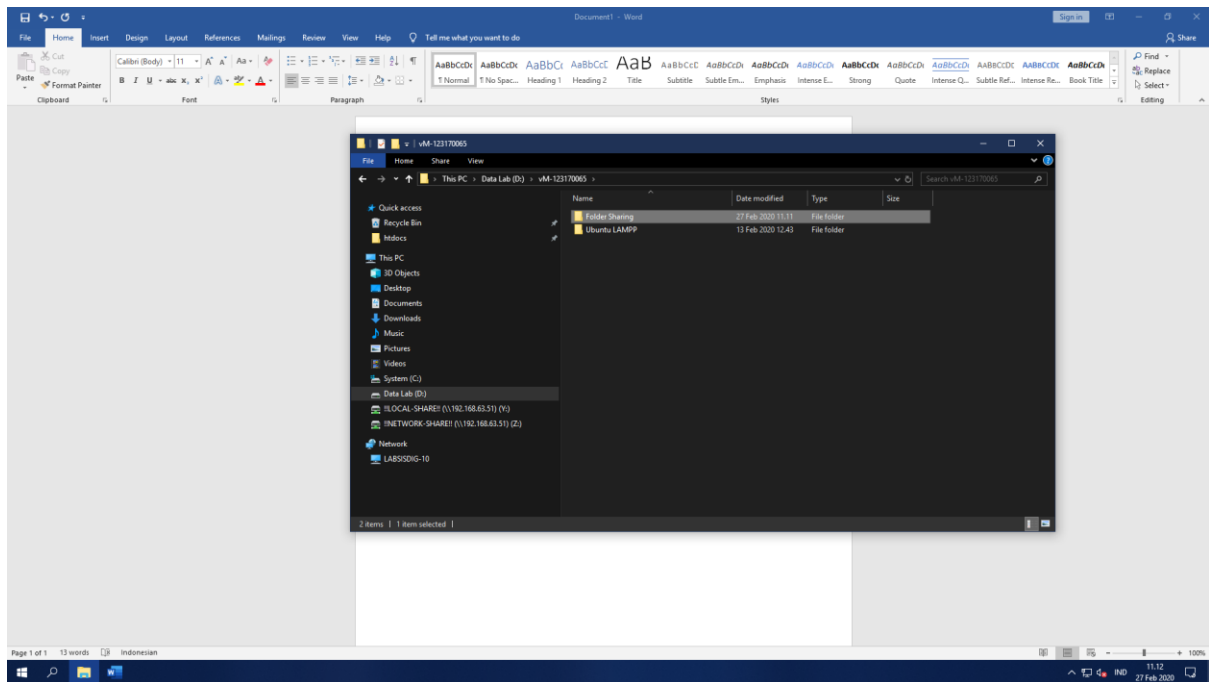 Document1 - Word
Sign in
File Home Insert Design Layout References Mailings Review View Help Tell me what you want to do
Share
Paste
Cut
Copy
Format Painter
Clipboard
Calibri (Body) 11
Font
Paragraph
AaBbCcDc AaBbCcDc AaBbCc AaBbCcC AaB AaBbCcC AaBbCcDc AaBbCcDc AaBbCcDc AaBbCcDc AaBbCcDc AaBbCcDc AABBCCDC AABBCCDC AaBbCcDc
¶ Normal ¶ No Spac... Heading 1 Heading 2 Title Subtitle Subtle Em... Emphasis Intense E... Strong Quote Intense Q... Subtle Ref... Intense Re... Book Title
Styles
Find
Replace
Select
Editing
vM-123170065
File Home Share View
This PC > Data Lab (D:) > vM-123170065 >
Search vM-123170065
Name Date modified Type Size
Folder Sharing 27 Feb 2020 11.11 File folder
Ubuntu LAMPP 13 Feb 2020 12.43 File folder
Quick access
Recycle Bin
htdocs
This PC
3D Objects
Desktop
Documents
Downloads
Music
Pictures
Videos
System (C:)
Data Lab (D:)
!!LOCAL-SHARE!! (\\192.168.63.51) (Y:)
!!NETWORK-SHARE!! (\\192.168.63.51) (Z:)
Network
LABSISDIG-10
2 items 1 item selected
Page 1 of 1 13 words Indonesian
100%
IND
11.12
27 Feb 2020